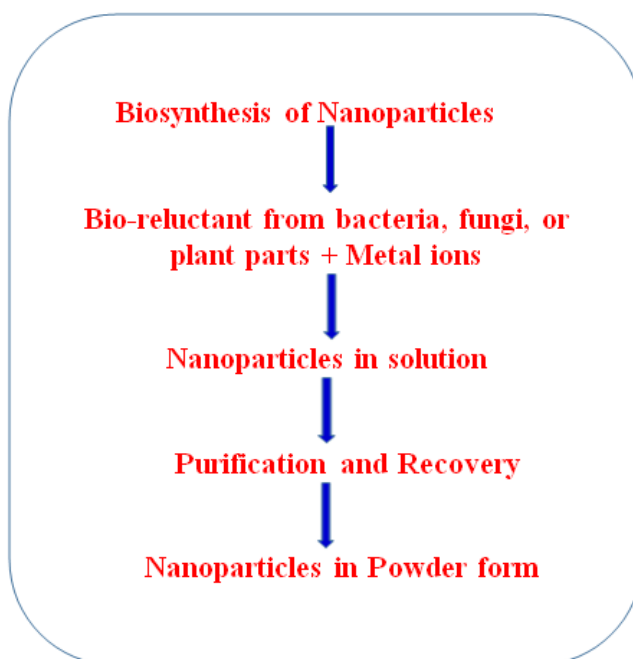 Biosynthesis of Nanoparticles
Bio-reluctant from bacteria, fungi, or
plant parts + Metal ions
Nanoparticles in solution
Purification and Recovery
Nanoparticles in Powder form